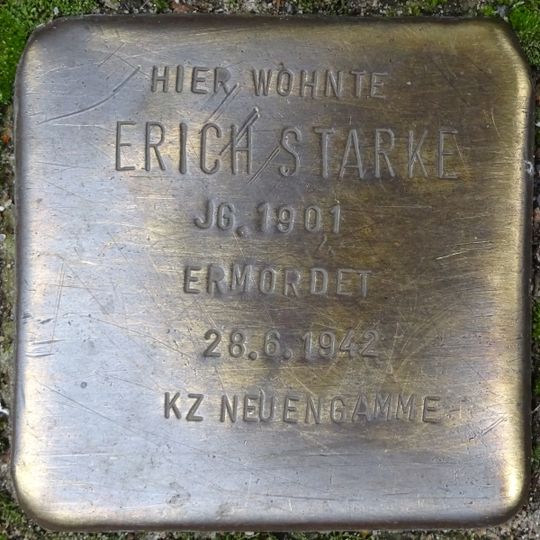 HIER WOHNTE
ERICH STARKE
JG. 1901
ERMORDET
28.6.1942
KZ NEUENGAMME